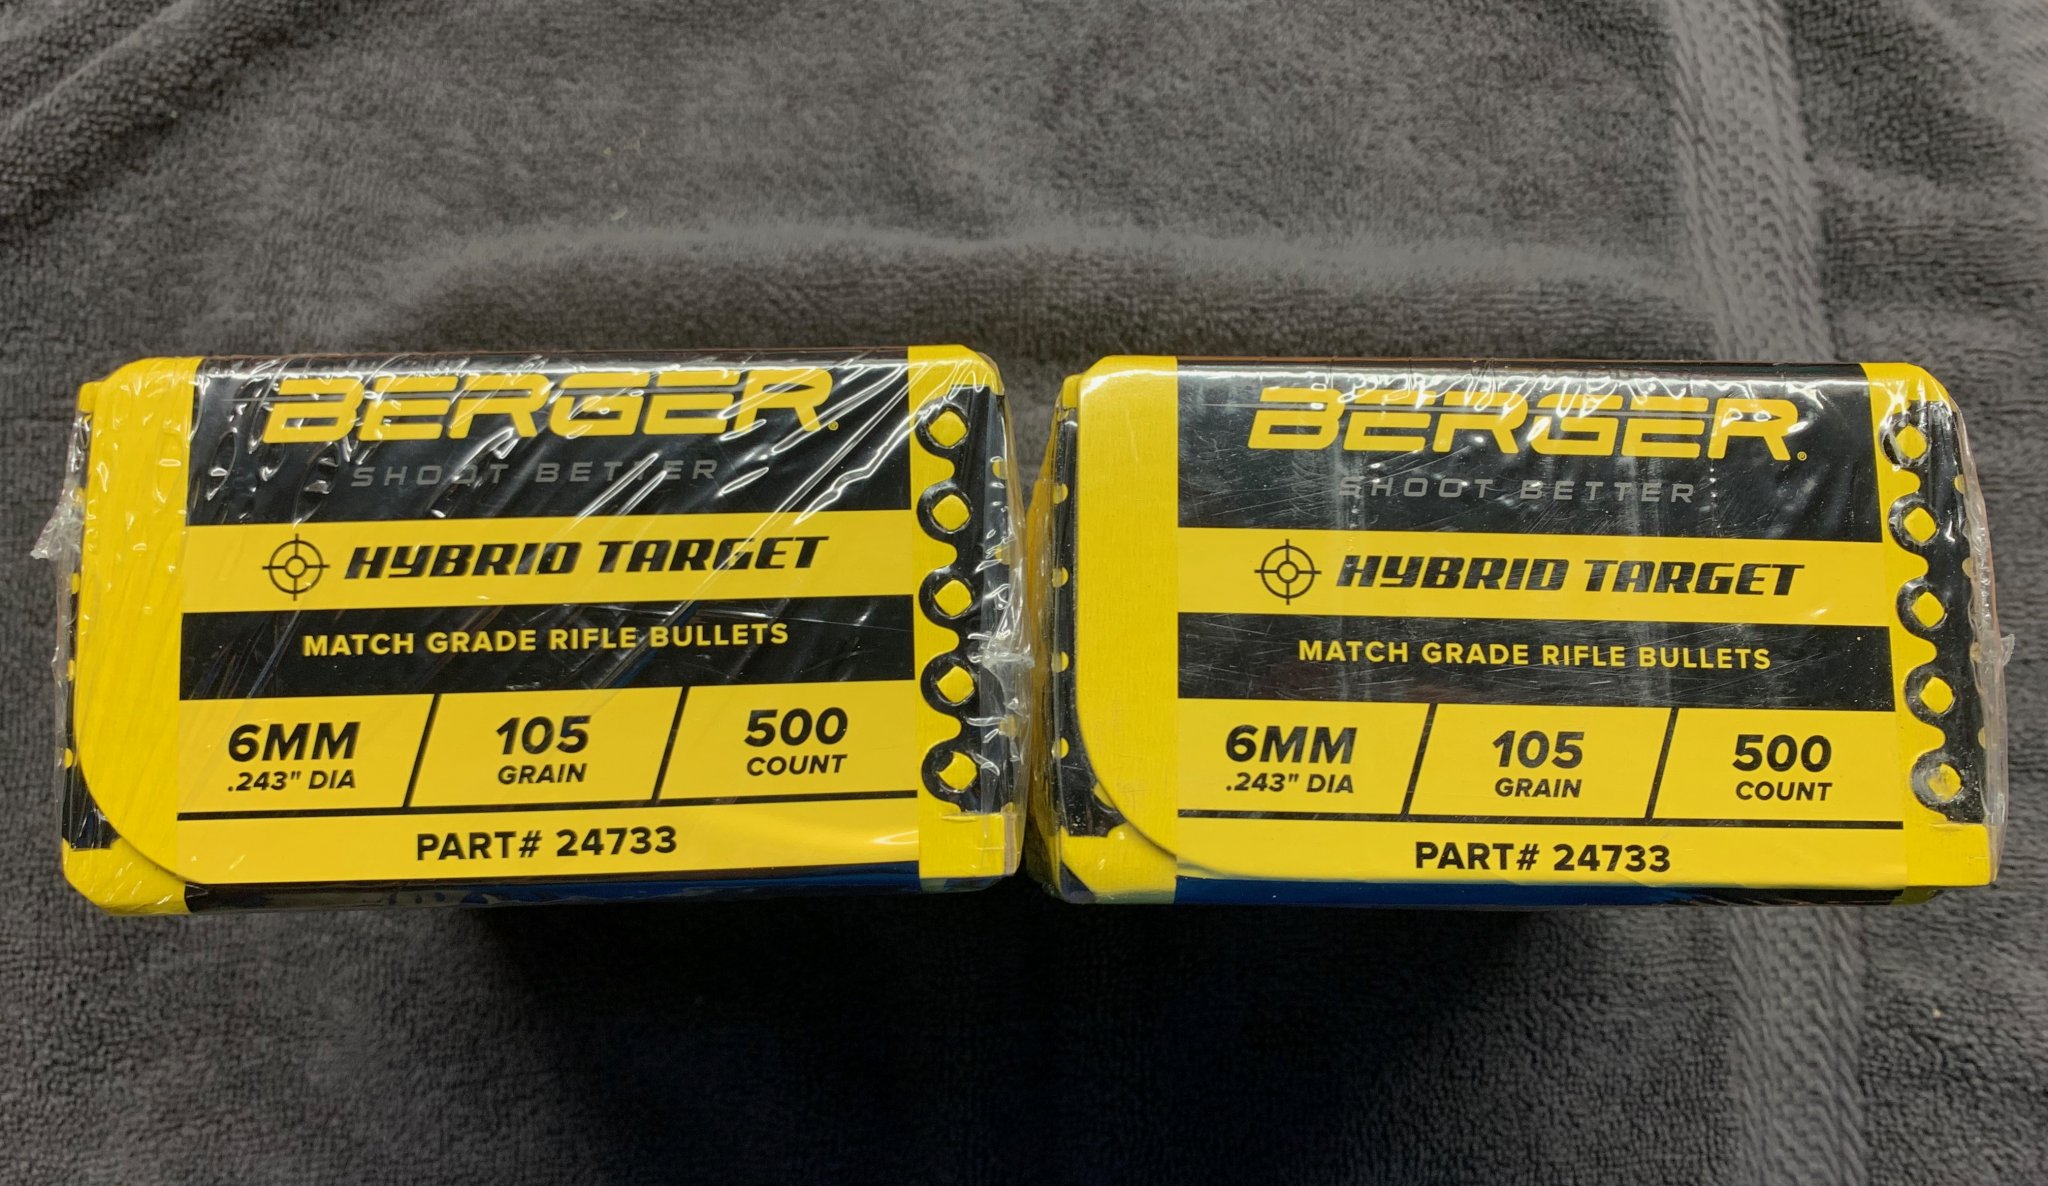 BERGER®
SHOOT BETTER
HYBRID TARGET
MATCH GRADE RIFLE BULLETS
6MM
.243" DIA
105
GRAIN
500
COUNT
PART# 24733
BERGER®
SHOOT BETTER
HYBRID TARGET
MATCH GRADE RIFLE BULLETS
6MM
.243" DIA
105
GRAIN
500
COUNT
PART# 24733